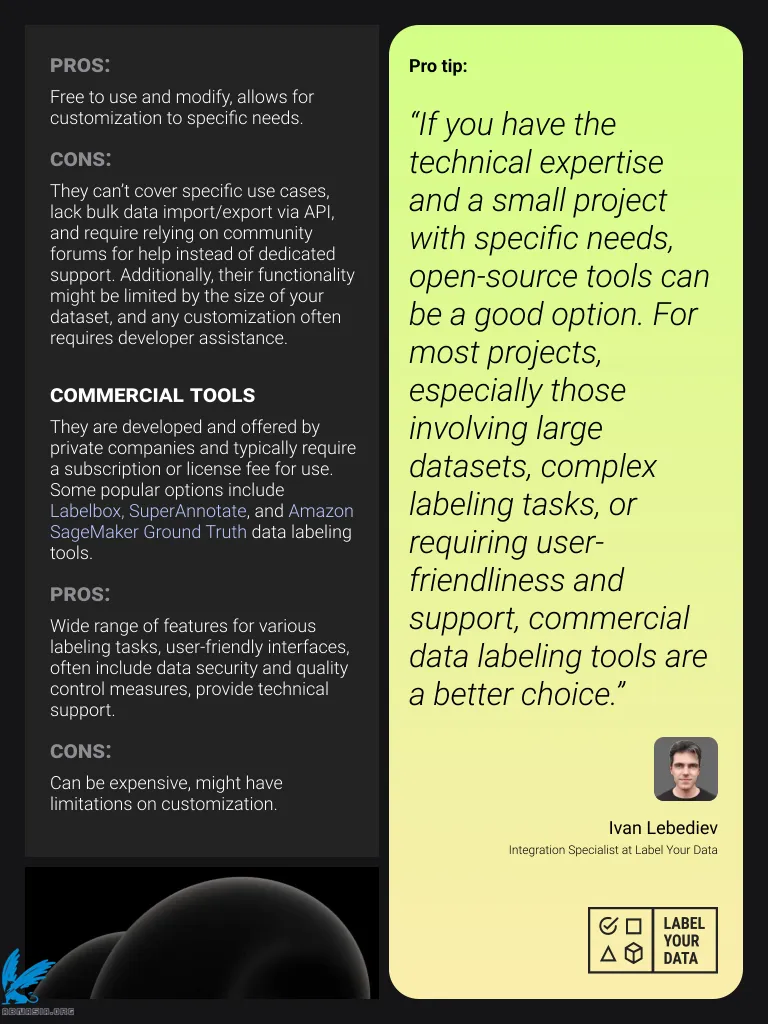 PROS:
Free to use and modify, allows for
customization to specific needs.
CONS:
They can’t cover specific use cases,
lack bulk data import/export via API,
and require relying on community
forums for help instead of dedicated
support. Additionally, their functionality
might be limited by the size of your
dataset, and any customization often
requires developer assistance.
COMMERCIAL TOOLS
They are developed and offered by
private companies and typically require
a subscription or license fee for use.
Some popular options include
Labelbox, SuperAnnotate, and Amazon
SageMaker Ground Truth data labeling
tools.
PROS:
Wide range of features for various
labeling tasks, user-friendly interfaces,
often include data security and quality
control measures, provide technical
support.
CONS:
Can be expensive, might have
limitations on customization.
Pro tip:
“If you have the
technical expertise
and a small project
with specific needs,
open-source tools can
be a good option. For
most projects,
especially those
involving large
datasets, complex
labeling tasks, or
requiring user-
friendliness and
support, commercial
data labeling tools are
a better choice.”
Ivan Lebediev
Integration Specialist at Label Your Data
LABEL
YOUR
DATA